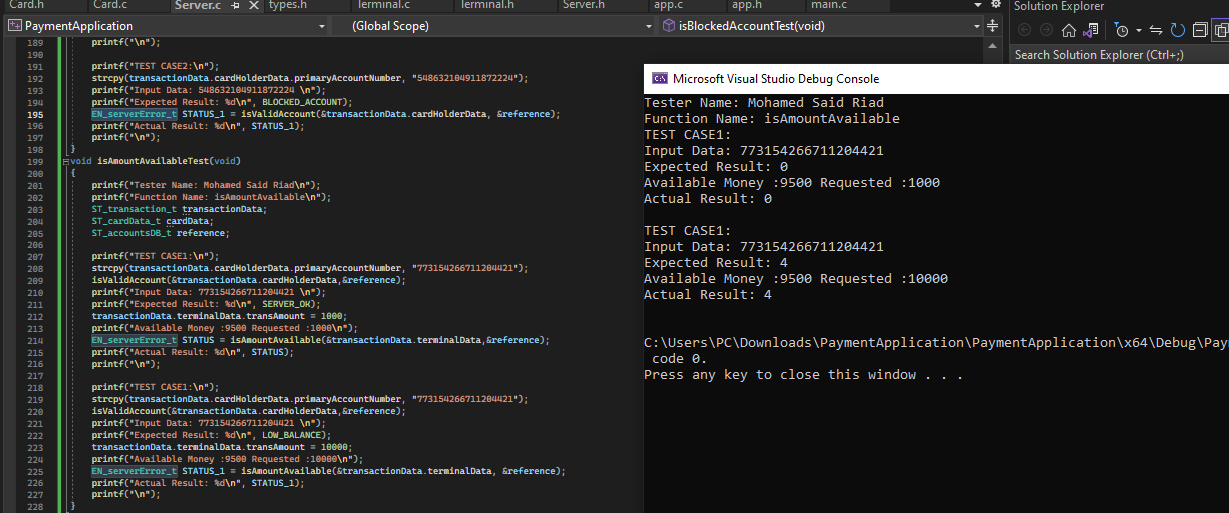 Card.h Card.c Server.c types.h Terminal.c Terminal.h Server.h app.c app.h main.c
Solution Explorer
PaymentApplication (Global Scope) isBlockedAccountTest(void)
Search Solution Explorer (Ctrl+;)
189 printf("\n");
190
191 printf("TEST CASE2:\n");
192 strcpy(transactionData.cardHolderData.primaryAccountNumber, "548632104911872224");
193 printf("Input Data: 548632104911872224 \n");
194 printf("Expected Result: %d\n", BLOCKED_ACCOUNT);
195 EN_serverError_t STATUS_1 = isValidAccount(&transactionData.cardHolderData, &reference);
196 printf("Actual Result: %d\n", STATUS_1);
197 printf("\n");
198 }
199 void isAmountAvailableTest(void)
200 {
201 printf("Tester Name: Mohamed Said Riad\n");
202 printf("Function Name: isAmountAvailable\n");
203 ST_transaction_t transactionData;
204 ST_cardData_t cardData;
205 ST_accountsDB_t reference;
206
207 printf("TEST CASE1:\n");
208 strcpy(transactionData.cardHolderData.primaryAccountNumber, "773154266711204421");
209 isValidAccount(&transactionData.cardHolderData,&reference);
210 printf("Input Data: 773154266711204421 \n");
211 printf("Expected Result: %d\n", SERVER_OK);
212 transactionData.terminalData.transAmount = 1000;
213 printf("Available Money :9500 Requested :1000\n");
214 EN_serverError_t STATUS = isAmountAvailable(&transactionData.terminalData,&reference);
215 printf("Actual Result: %d\n", STATUS);
216 printf("\n");
217
218 printf("TEST CASE1:\n");
219 strcpy(transactionData.cardHolderData.primaryAccountNumber, "773154266711204421");
220 isValidAccount(&transactionData.cardHolderData,&reference);
221 printf("Input Data: 773154266711204421 \n");
222 printf("Expected Result: %d\n", LOW_BALANCE);
223 transactionData.terminalData.transAmount = 10000;
224 printf("Available Money :9500 Requested :10000\n");
225 EN_serverError_t STATUS_1 = isAmountAvailable(&transactionData.terminalData, &reference);
226 printf("Actual Result: %d\n", STATUS_1);
227 printf("\n");
228 }
Microsoft Visual Studio Debug Console
Tester Name: Mohamed Said Riad
Function Name: isAmountAvailable
TEST CASE1:
Input Data: 773154266711204421
Expected Result: 0
Available Money :9500 Requested :1000
Actual Result: 0
TEST CASE1:
Input Data: 773154266711204421
Expected Result: 4
Available Money :9500 Requested :10000
Actual Result: 4
C:\Users\PC\Downloads\PaymentApplication\PaymentApplication\x64\Debug\Pay
code 0.
Press any key to close this window . . .